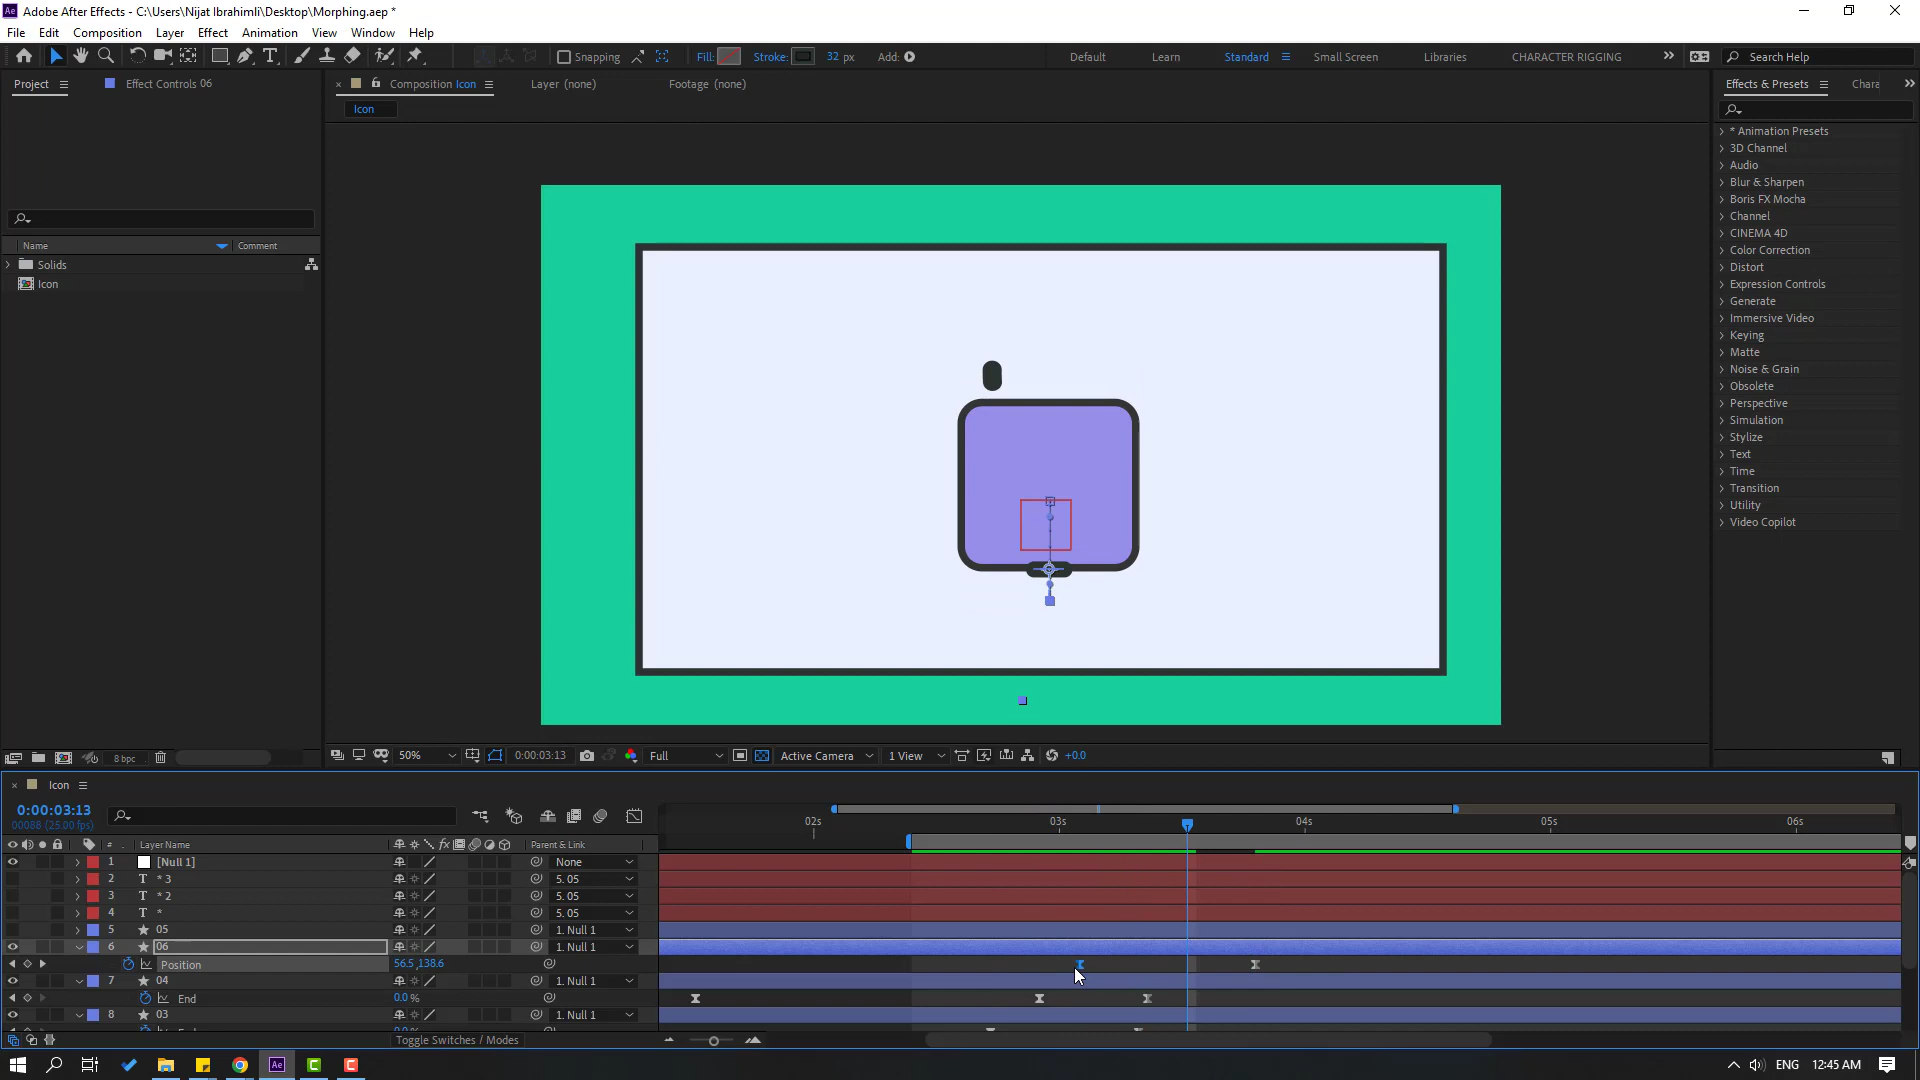 Adobe After Effects - C:\Users\Nijat Ibrahimli\Desktop\Morphing.aep *
File Edit Composition Layer Effect Animation View Window Help
Snapping Fill: Stroke: 32 px Add: Default Learn Standard Small Screen Libraries CHARACTER RIGGING Search Help
Project Effect Controls 06 Composition Icon Layer (none) Footage (none) Effects & Presets Chara
Icon
* Animation Presets
3D Channel
Audio
Blur & Sharpen
Boris FX Mocha
Channel
CINEMA 4D
Color Correction
Distort
Expression Controls
Generate
Immersive Video
Keying
Matte
Noise & Grain
Obsolete
Perspective
Simulation
Stylize
Text
Time
Transition
Utility
Video Copilot
Name Comment
Solids
Icon
8 bpc 50% 0:00:03:13 Full Active Camera 1 View +0.0
Icon
0:00:03:13
00088 (25.00 fps)
02s 03s 04s 05s 06s
# Layer Name fx Parent & Link
1 [Null 1] None
2 T * 3 5. 05
3 T * 2 5. 05
4 T * 5. 05
5 05 1. Null 1
6 06 1. Null 1
Position 56.5,138.6
7 04 1. Null 1
End 0.0 %
8 03 1. Null 1
Toggle Switches / Modes
ENG 12:45 AM